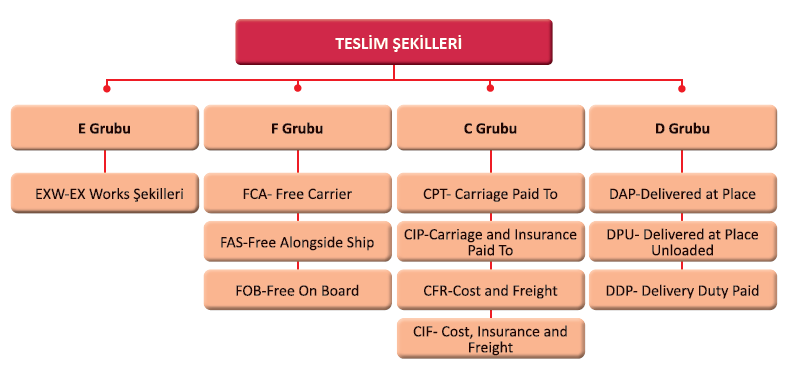 TESLİM ŞEKİLLERİ
E Grubu
F Grubu
C Grubu
D Grubu
EXW-EX Works Şekilleri
FCA- Free Carrier
CPT- Carriage Paid To
DAP-Delivered at Place
FAS-Free Alongside Ship
CIP-Carriage and Insurance
Paid To
DPU- Delivered at Place
Unloaded
FOB-Free On Board
CFR-Cost and Freight
DDP- Delivery Duty Paid
CIF- Cost, Insurance and
Freight